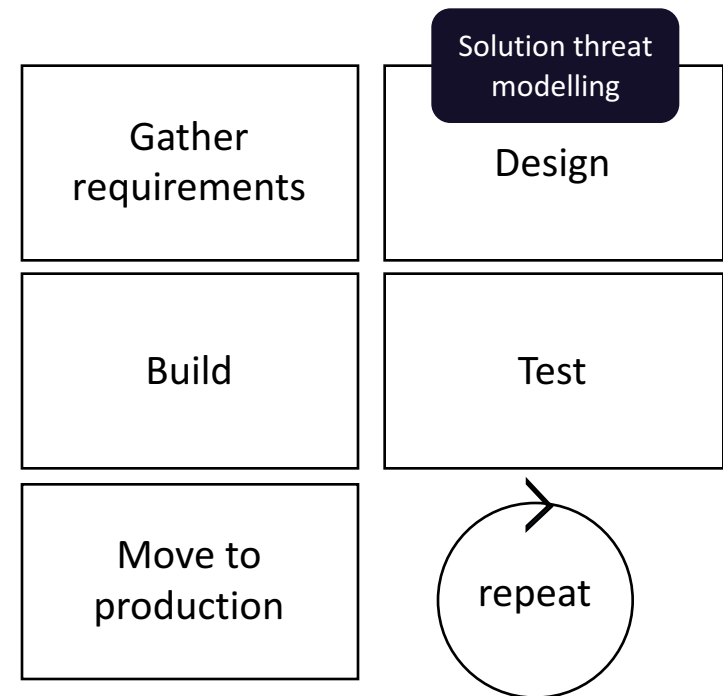 Solution threat
modelling
Gather
requirements
Design
Build
Test
Move to
production
repeat